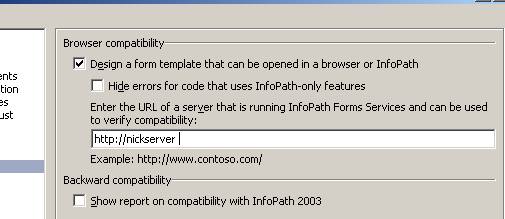 Browser compatibility
Design a form template that can be opened in a browser or InfoPath
ents
Hide errors for code that uses InfoPath-only features
tion
es
Enter the URL of a server that is running InfoPath Forms Services and can be used
ust
to verify compatibility:
http://nickserver
Example: http://www.contoso.com/
Backward compatibility
Show report on compatibility with InfoPath 2003